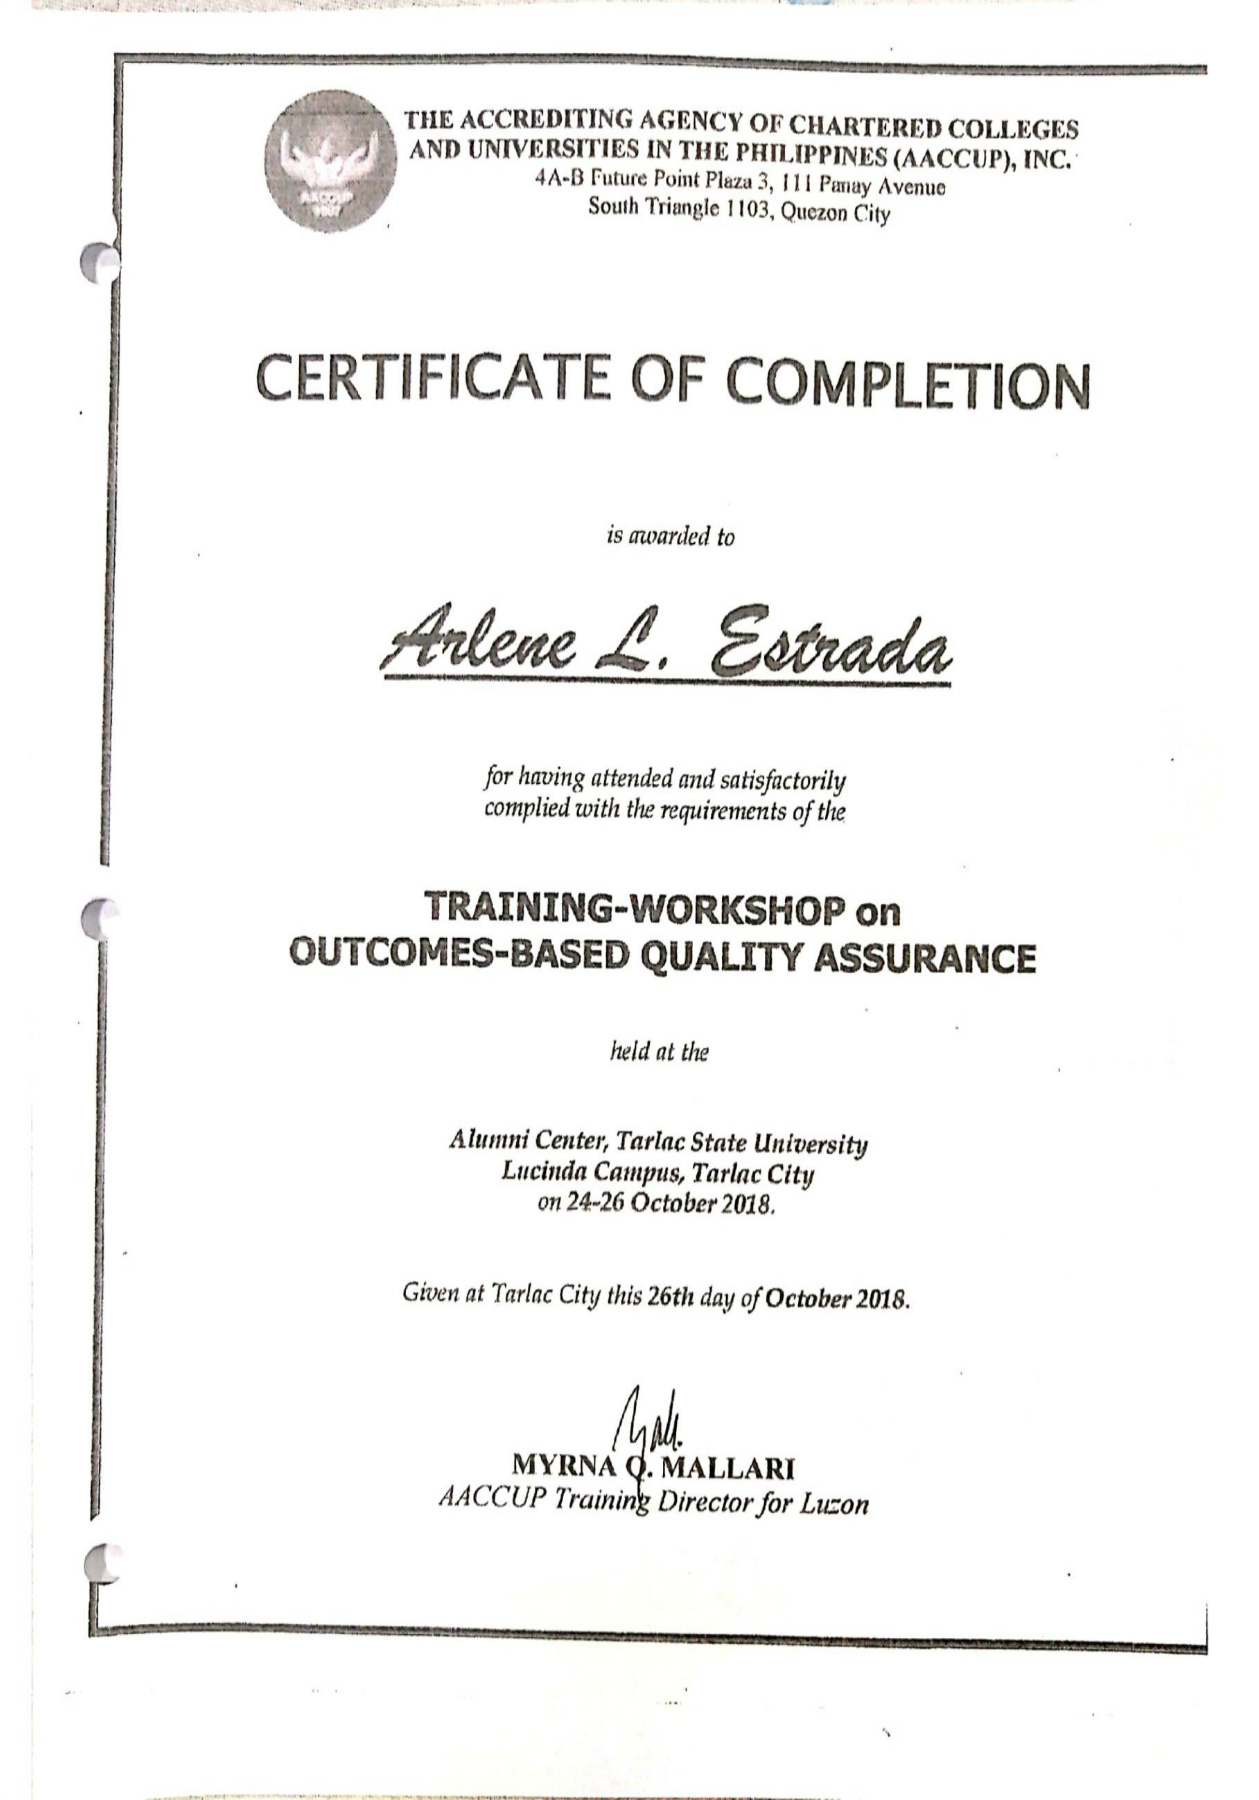 THE ACCREDITING AGENCY OF CHARTERED COLLEGES
AND UNIVERSITIES IN THE PHILIPPINES (AACCUP), INC.
4A-B Future Point Plaza 3, 111 Panay Avenue
South Triangle 1103, Quezon City
AACCUP
CERTIFICATE OF COMPLETION
is awarded to
Arlene L. Estrada
for having attended and satisfactorily
complied with the requirements of the
TRAINING-WORKSHOP on
OUTCOMES-BASED QUALITY ASSURANCE
held at the
Alumni Center, Tarlac State University
Lucinda Campus, Tarlac City
on 24-26 October 2018.
Given at Tarlac City this 26th day of October 2018.
MYRNA Q. MALLARI
AACCUP Training Director for Luzon